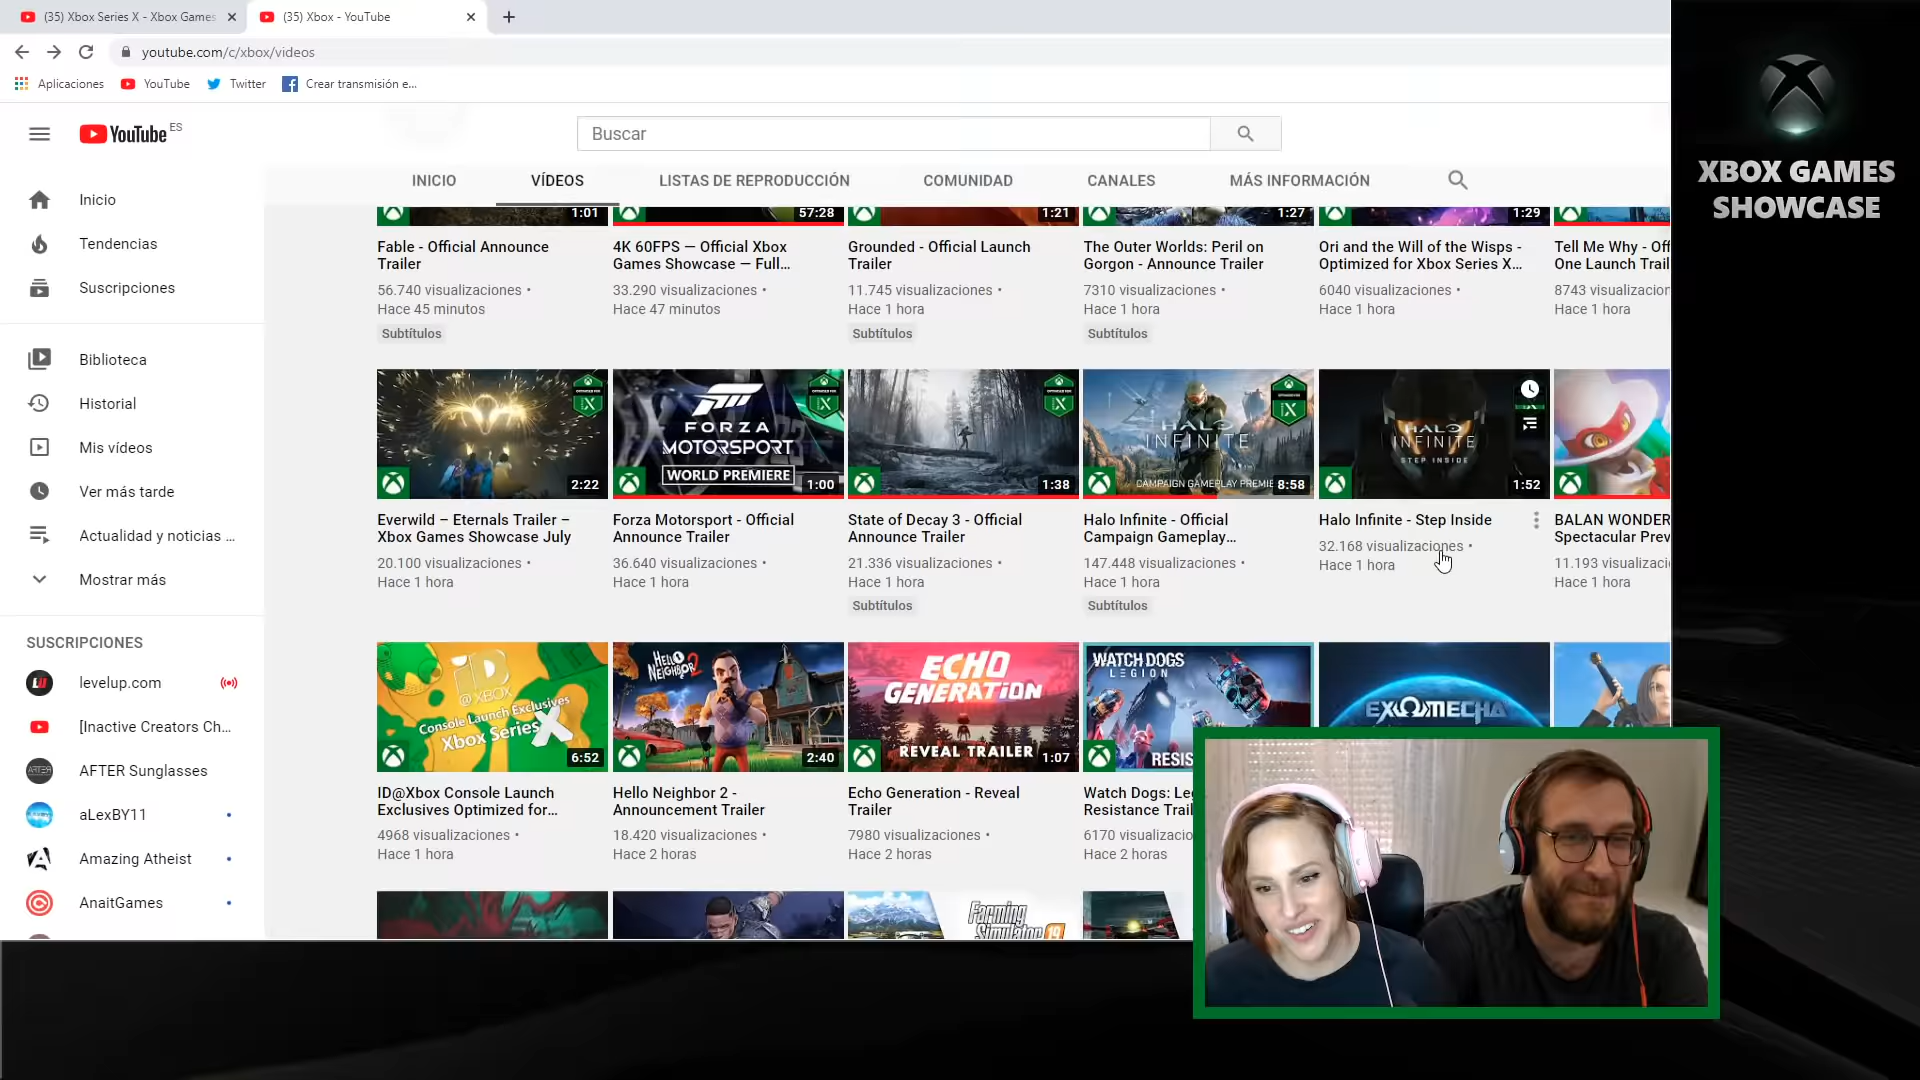 (35) Xbox Series X - Xbox Games
(35) Xbox - YouTube
youtube.com/c/xbox/videos
Aplicaciones
YouTube
Twitter
Crear transmisión e...
YouTube ES
Buscar
INICIO
VÍDEOS
LISTAS DE REPRODUCCIÓN
COMUNIDAD
CANALES
MÁS INFORMACIÓN
XBOX GAMES
SHOWCASE
Inicio
Tendencias
Suscripciones
Biblioteca
Historial
Mis vídeos
Ver más tarde
Actualidad y noticias ...
Mostrar más
SUSCRIPCIONES
levelup.com
[Inactive Creators Ch...
AFTER Sunglasses
aLexBY11
Amazing Atheist
AnaitGames
1:01
57:28
1:21
1:27
1:29
Fable - Official Announce
Trailer
56.740 visualizaciones •
Hace 45 minutos
Subtítulos
4K 60FPS — Official Xbox
Games Showcase — Full...
33.290 visualizaciones •
Hace 47 minutos
Grounded - Official Launch
Trailer
11.745 visualizaciones •
Hace 1 hora
Subtítulos
The Outer Worlds: Peril on
Gorgon - Announce Trailer
7310 visualizaciones •
Hace 1 hora
Subtítulos
Ori and the Will of the Wisps -
Optimized for Xbox Series X...
6040 visualizaciones •
Hace 1 hora
Tell Me Why - Off
One Launch Trail
8743 visualizacion
Hace 1 hora
2:22
Everwild – Eternals Trailer –
Xbox Games Showcase July
20.100 visualizaciones •
Hace 1 hora
FORZA
MOTORSPORT
WORLD PREMIERE
1:00
Forza Motorsport - Official
Announce Trailer
36.640 visualizaciones •
Hace 1 hora
1:38
State of Decay 3 - Official
Announce Trailer
21.336 visualizaciones •
Hace 1 hora
Subtítulos
HALO
INFINITE
CAMPAIGN GAMEPLAY PREMIE
8:58
Halo Infinite - Official
Campaign Gameplay...
147.448 visualizaciones •
Hace 1 hora
Subtítulos
HALO
INFINITE
STEP INSIDE
1:52
Halo Infinite - Step Inside
32.168 visualizaciones •
Hace 1 hora
BALAN WONDER
Spectacular Prev
11.193 visualizaci
Hace 1 hora
iD
@XBOX
Console Launch Exclusives
Xbox Series X
6:52
ID@Xbox Console Launch
Exclusives Optimized for...
4968 visualizaciones •
Hace 1 hora
HELLO
NEIGHBOR 2
2:40
Hello Neighbor 2 -
Announcement Trailer
18.420 visualizaciones •
Hace 2 horas
ECHO
GENERATION
REVEAL TRAILER
1:07
Echo Generation - Reveal
Trailer
7980 visualizaciones •
Hace 2 horas
WATCH DOGS
LEGION
RESIS
Watch Dogs: Le
Resistance Trail
6170 visualizacio
Hace 2 horas
EXOMECHA
Farming
Simulator 19